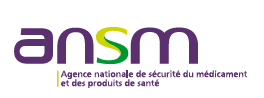 ansm
Agence nationale de sécurité du médicament
et des produits de santé